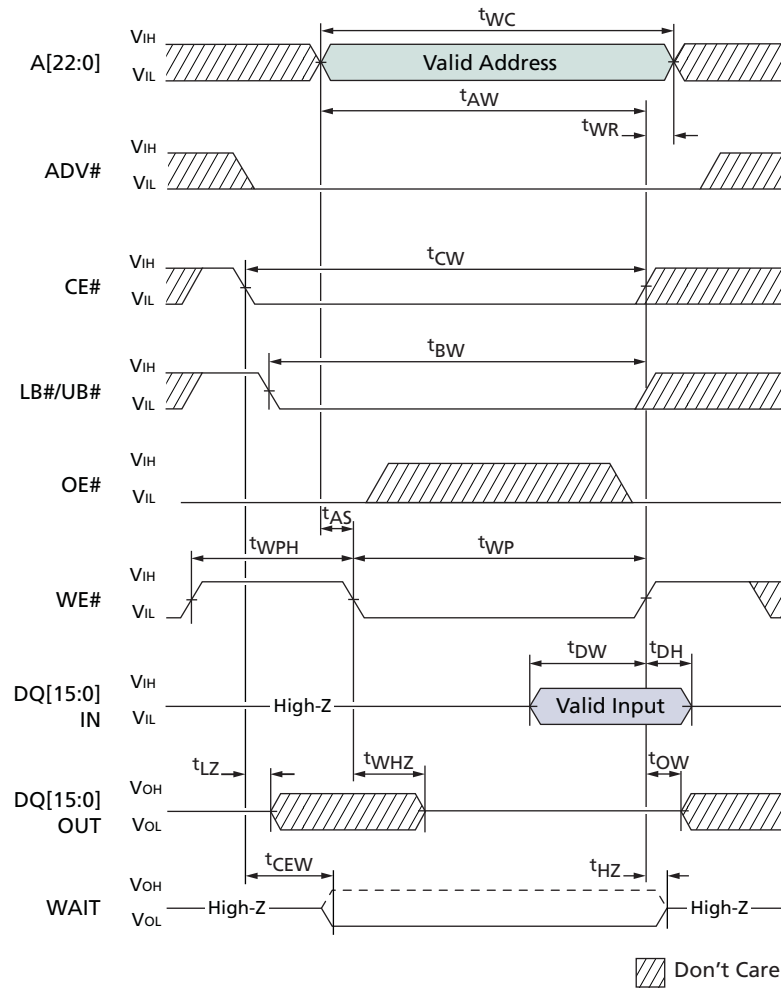 tWC
A[22:0] VIH VIL Valid Address
tAW
tWR
ADV# VIH VIL
tCW
CE# VIH VIL
tBW
LB#/UB# VIH VIL
OE# VIH VIL
tAS
tWPH tWP
WE# VIH VIL
tDW tDH
DQ[15:0] IN VIH VIL High-Z Valid Input
tLZ tWHZ tOW
DQ[15:0] OUT VOH VOL
tCEW tHZ
WAIT VOH VOL High-Z High-Z
Don't Care